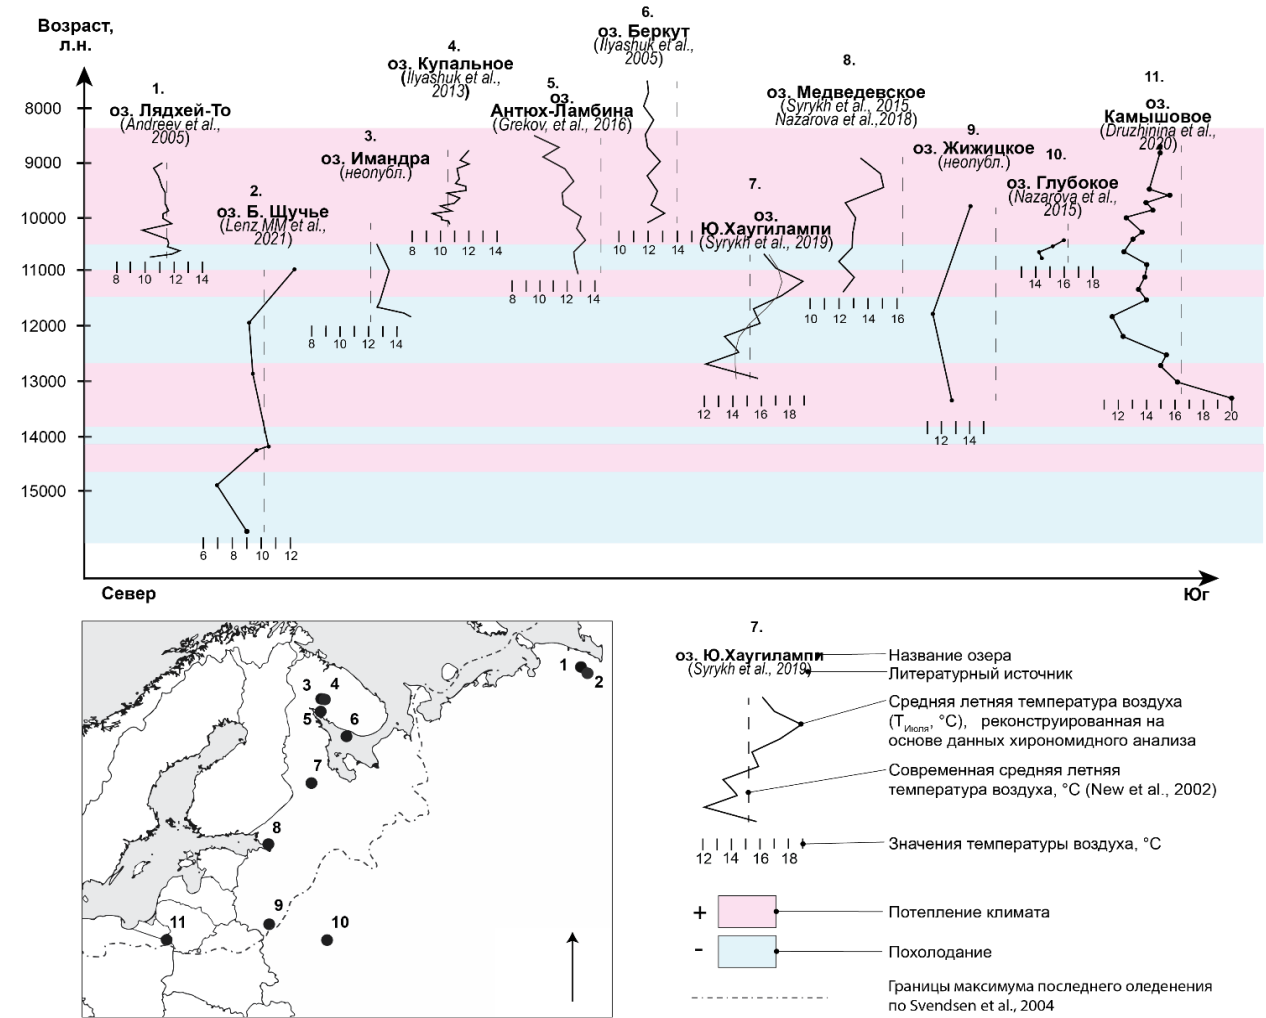 Возраст,
л.н.
8000
9000
10000
11000
12000
13000
14000
15000
1.
оз. Лядхей-То
(Andreev et al.,
2005)
8 10 12 14
2.
оз. Б. Щучье
(Lenz MM et al.,
2021)
6 8 10 12
3.
оз. Имандра
(неопубл.)
8 10 12 14
4.
оз. Купальное
(Ilyashuk et al.,
2013)
8 10 12 14
5.
оз.
Антюх-Ламбина
(Grekov, et al., 2016)
8 10 12 14
6.
оз. Беркут
(Ilyashuk et al.,
2005)
10 12 14
7.
оз.
Ю.Хаугилампи
(Syrykh et al., 2019)
12 14 16 18
8.
оз. Медведевское
(Syrykh et al., 2015,
Nazarova et al.,2018)
10 12 14 16
9.
оз. Жижицкое
(неопубл.)
12 14
10.
оз. Глубокое
(Nazarova et al.,
2015)
14 16 18
11.
оз.
Камышовое
(Druzhinina et al.,
2020)
12 14 16 18 20
Север
Юг
1
2
3 4
5
6
7
8
9
10
11
7.
оз. Ю.Хаугилампи
(Syrykh et al., 2019)
Название озера
Литературный источник
Средняя летняя температура воздуха
(TИюля, °C), реконструированная на
основе данных хирономидного анализа
Современная средняя летняя
температура воздуха, °C (New et al., 2002)
12 14 16 18
Значения температуры воздуха, °C
+
Потепление климата
-
Похолодание
Границы максимума последнего оледенения
по Svendsen et al., 2004